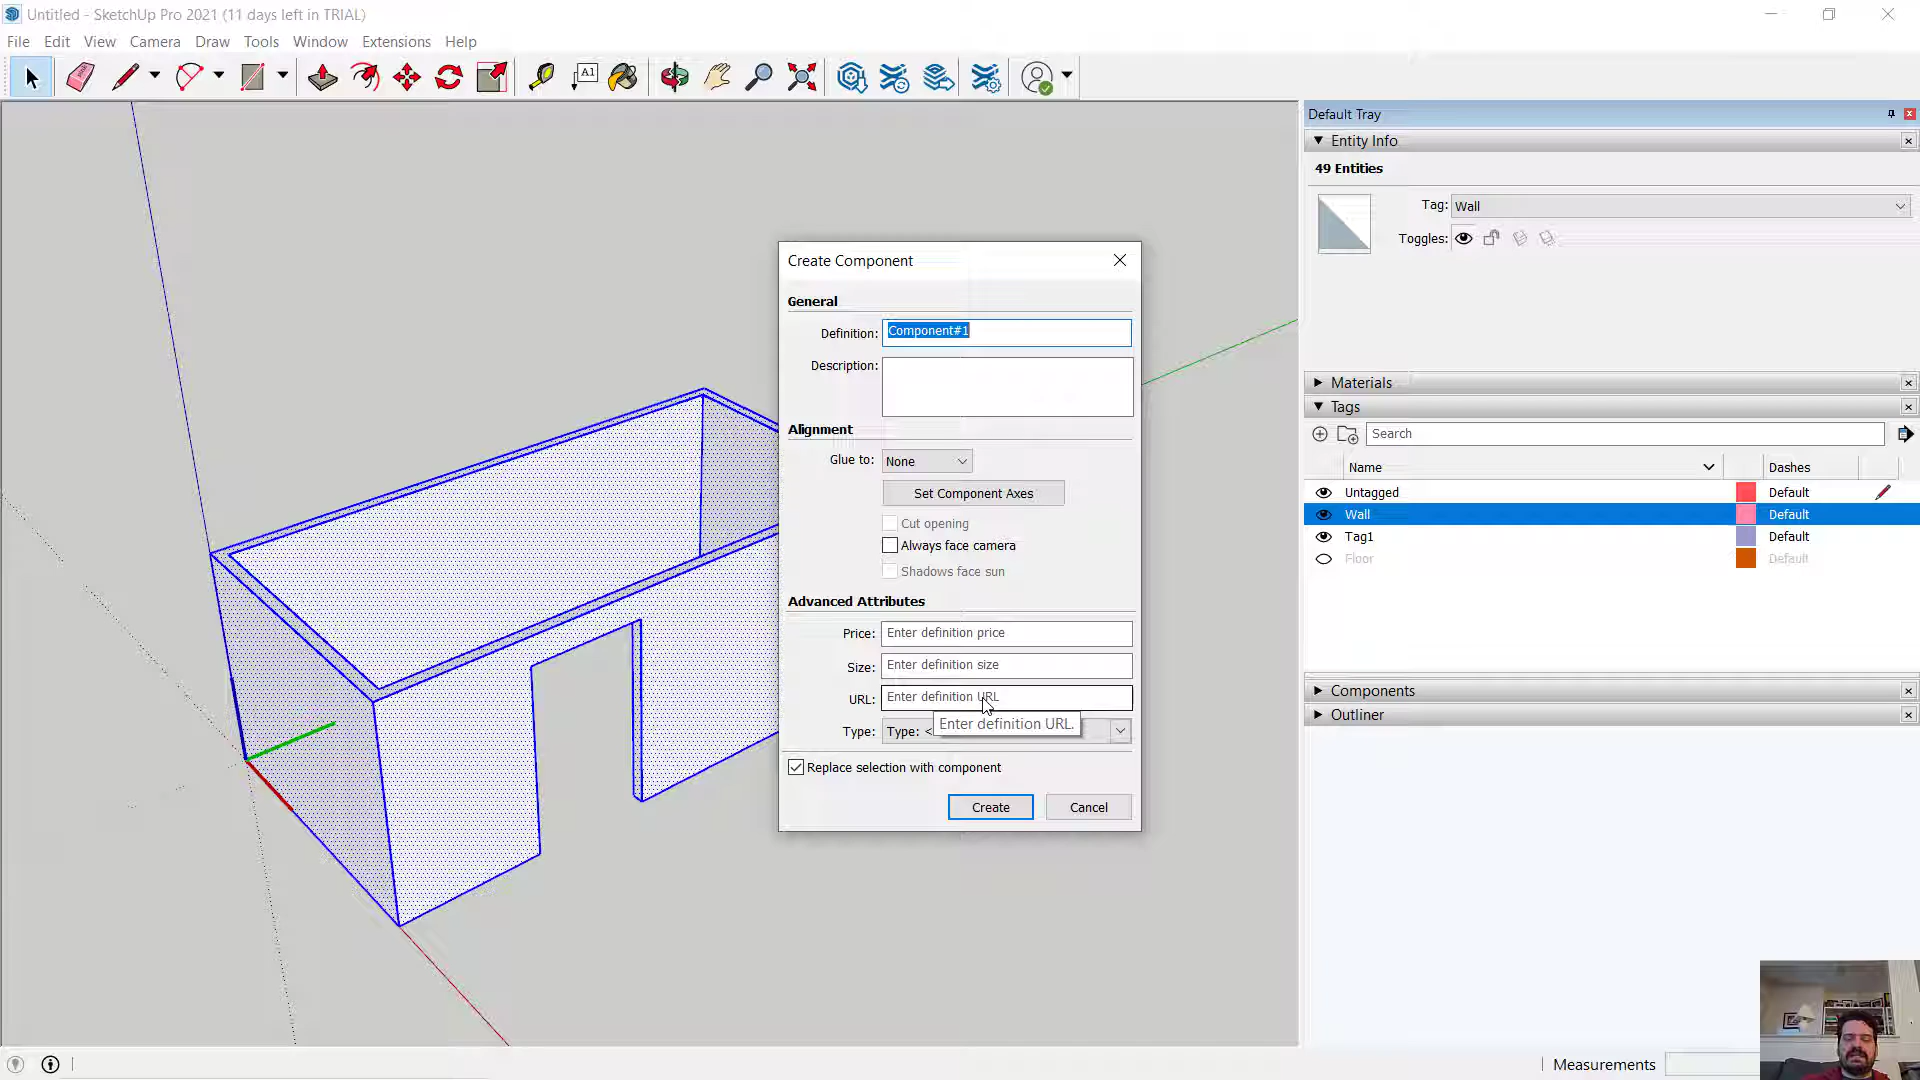 Untitled - SketchUp Pro 2021 (11 days left in TRIAL)
File Edit View Camera Draw Tools Window Extensions Help
A1
Default Tray
Entity Info
49 Entities
Tag: Wall
Toggles:
Create Component
General
Definition: Component#1
Description:
Alignment
Glue to: None
Set Component Axes
Cut opening
Always face camera
Shadows face sun
Advanced Attributes
Price: Enter definition price
Size: Enter definition size
URL: Enter definition URL
Enter definition URL.
Type: Type: <
Replace selection with component
Create Cancel
Materials
Tags
Search
Name Dashes
Untagged Default
Wall Default
Tag1 Default
Floor Default
Components
Outliner
Measurements